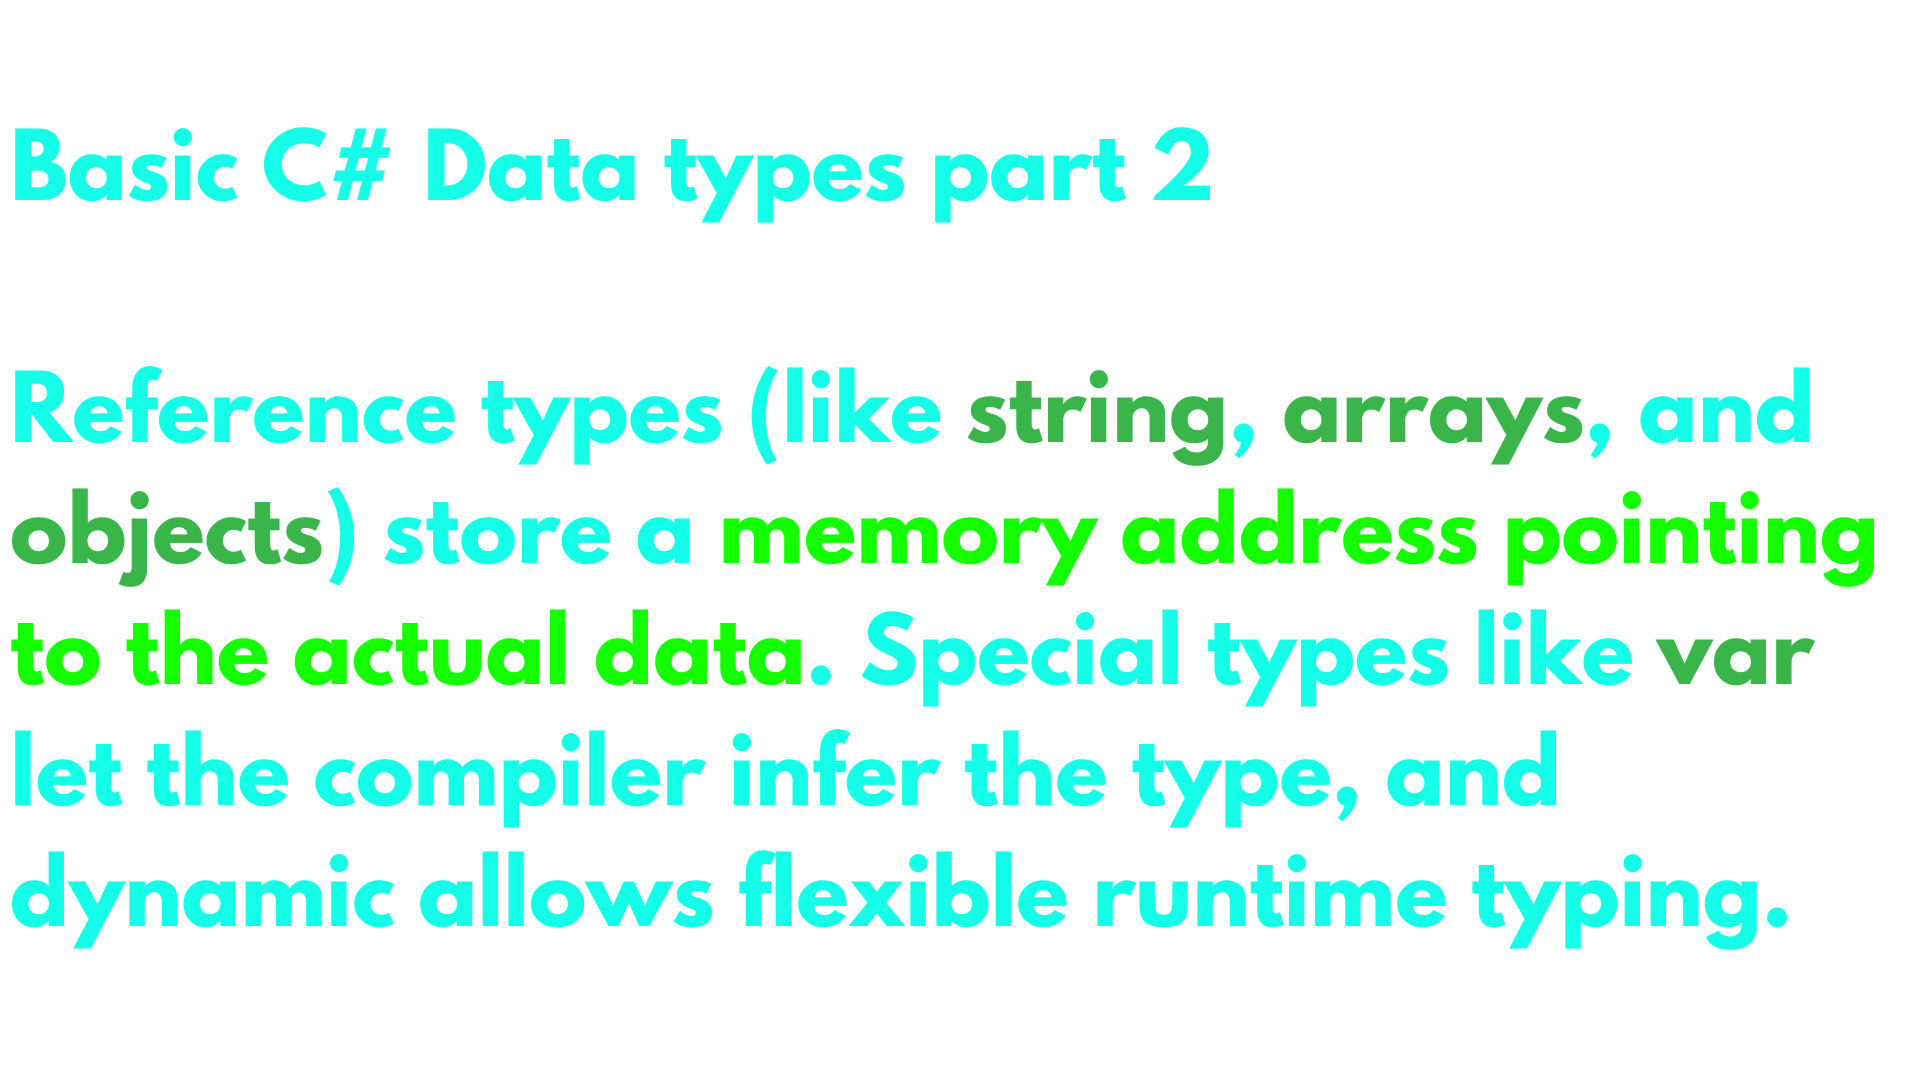 Basic C# Data types part 2
Reference types (like string, arrays, and
objects) store a memory address pointing
to the actual data. Special types like var
let the compiler infer the type, and
dynamic allows flexible runtime typing.